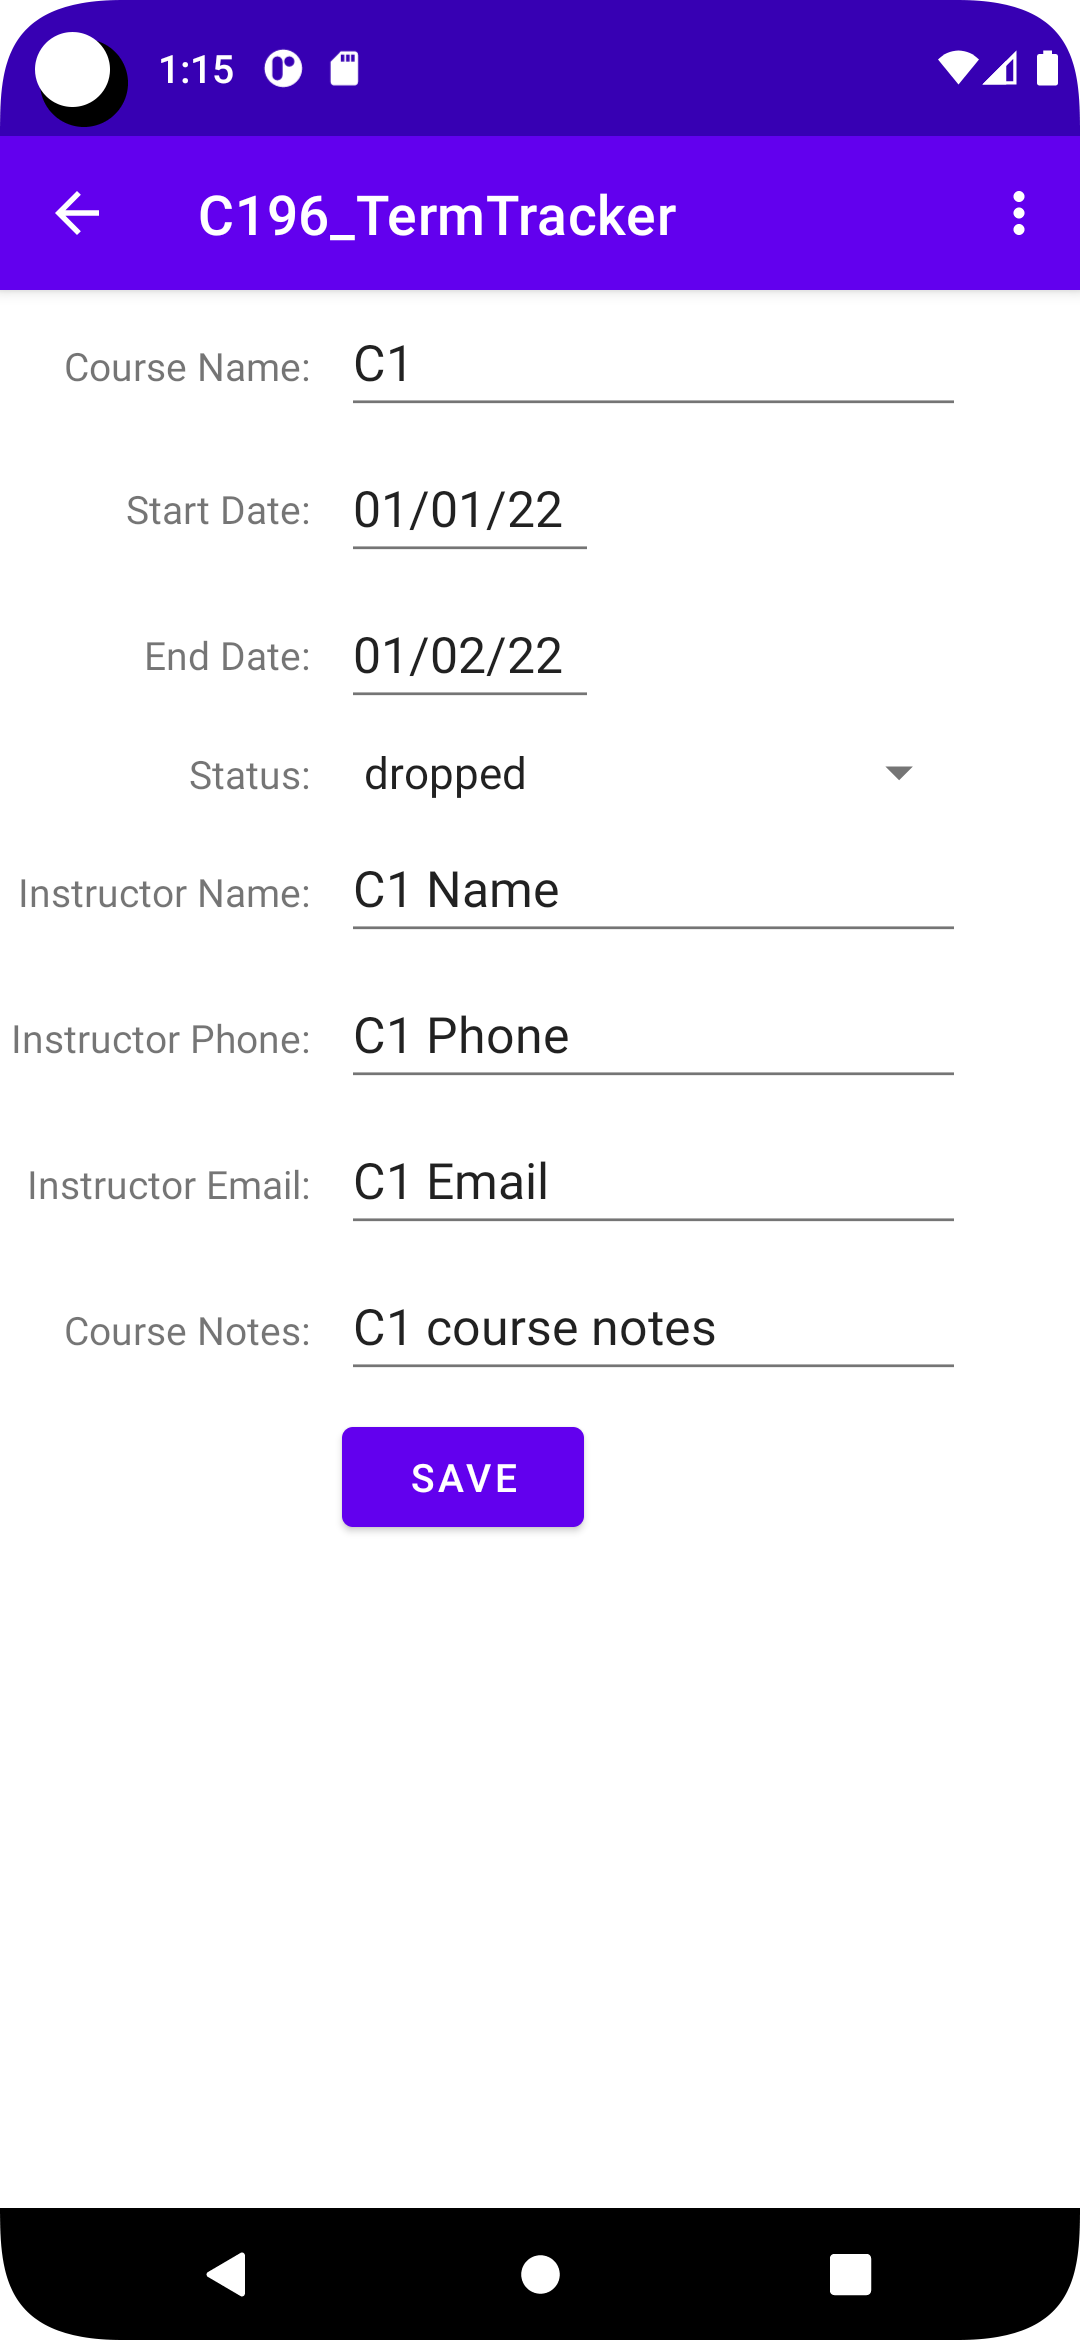 1:15
C196_TermTracker
Course Name: C1
Start Date: 01/01/22
End Date: 01/02/22
Status: dropped
Instructor Name: C1 Name
Instructor Phone: C1 Phone
Instructor Email: C1 Email
Course Notes: C1 course notes
SAVE